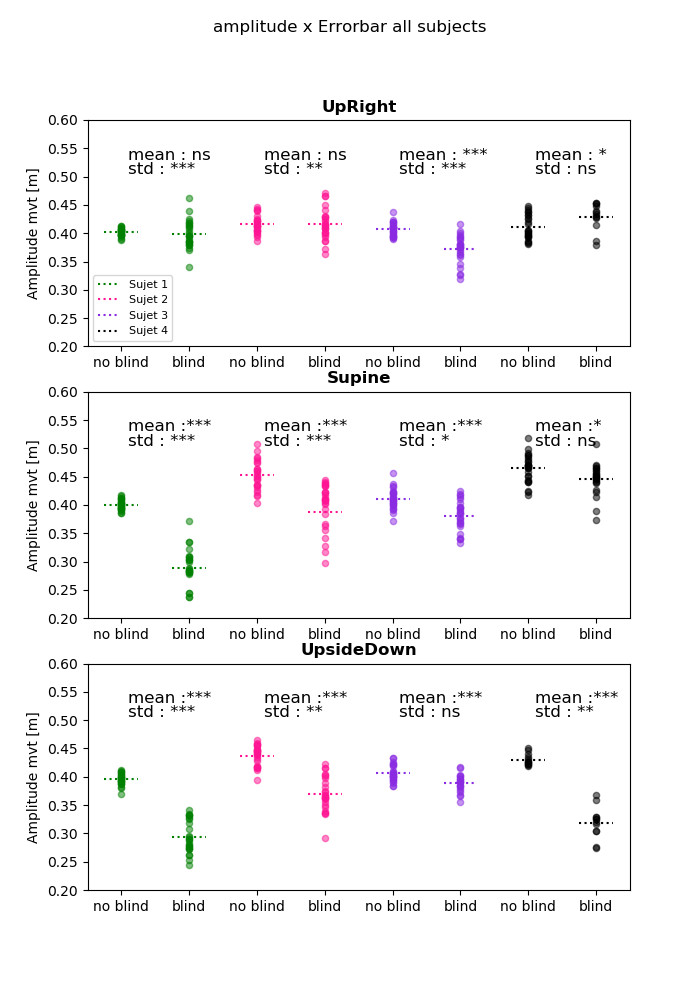 amplitude x Errorbar all subjects
UpRight
Amplitude mvt [m]
0.60
0.55
0.50
0.45
0.40
0.35
0.30
0.25
0.20
mean : ns
std : ***
mean : ns
std : **
mean : ***
std : ***
mean : *
std : ns
Sujet 1
Sujet 2
Sujet 3
Sujet 4
no blind blind no blind blind no blind blind no blind blind
Supine
Amplitude mvt [m]
0.60
0.55
0.50
0.45
0.40
0.35
0.30
0.25
0.20
mean :***
std : ***
mean :***
std : ***
mean :***
std : *
mean :*
std : ns
no blind blind no blind blind no blind blind no blind blind
UpsideDown
Amplitude mvt [m]
0.60
0.55
0.50
0.45
0.40
0.35
0.30
0.25
0.20
mean :***
std : ***
mean :***
std : **
mean :***
std : ns
mean :***
std : **
no blind blind no blind blind no blind blind no blind blind